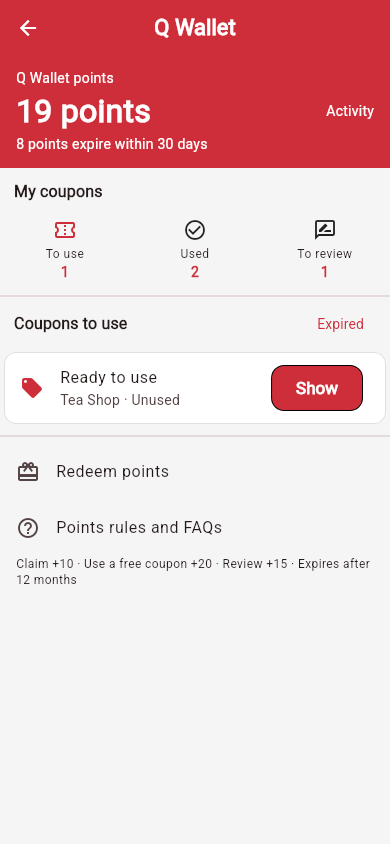 Q Wallet
Q Wallet points
19 points
Activity
8 points expire within 30 days
My coupons
To use
Used
To review
1
2
1
Coupons to use
Expired
Ready to use
Tea Shop · Unused
Show
Redeem points
Points rules and FAQs
Claim +10 · Use a free coupon +20 · Review +15 · Expires after
12 months